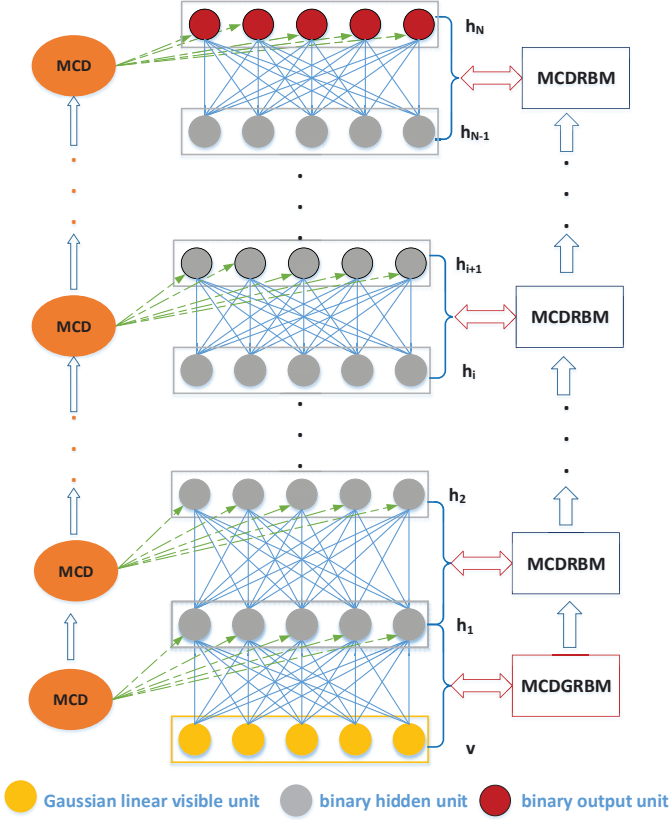 MCD
h_N
MCDRBM
h_N-1
MCD
h_i+1
MCDRBM
h_i
h_2
MCD
MCDRBM
h_1
MCD
MCDGRBM
v
Gaussian linear visible unit
binary hidden unit
binary output unit